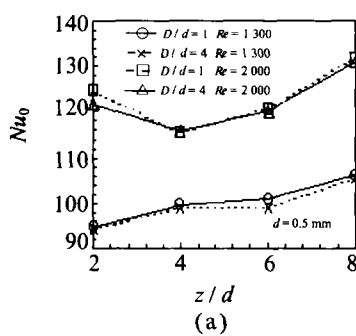 140
130
120
110
100
90
Nu₀
D/d=1 Re=1 300
D/d=4 Re=1 300
D/d=1 Re=2 000
D/d=4 Re=2 000
d=0.5 mm
2 4 6 8
z/d
(a)